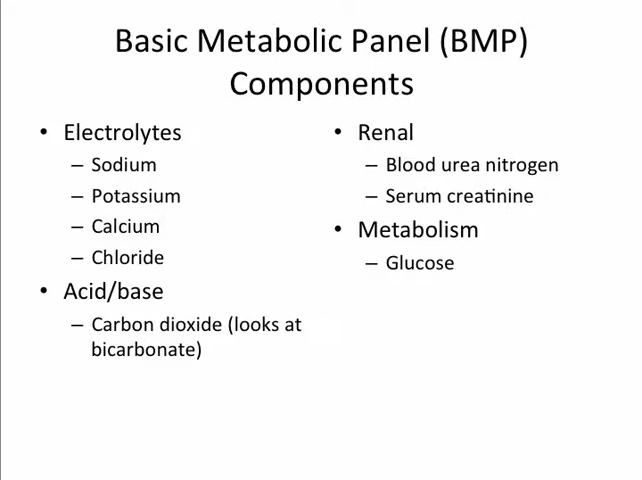 Basic Metabolic Panel (BMP)
Components
• Electrolytes
– Sodium
– Potassium
– Calcium
– Chloride
• Acid/base
– Carbon dioxide (looks at
bicarbonate)
• Renal
– Blood urea nitrogen
– Serum creatinine
• Metabolism
– Glucose